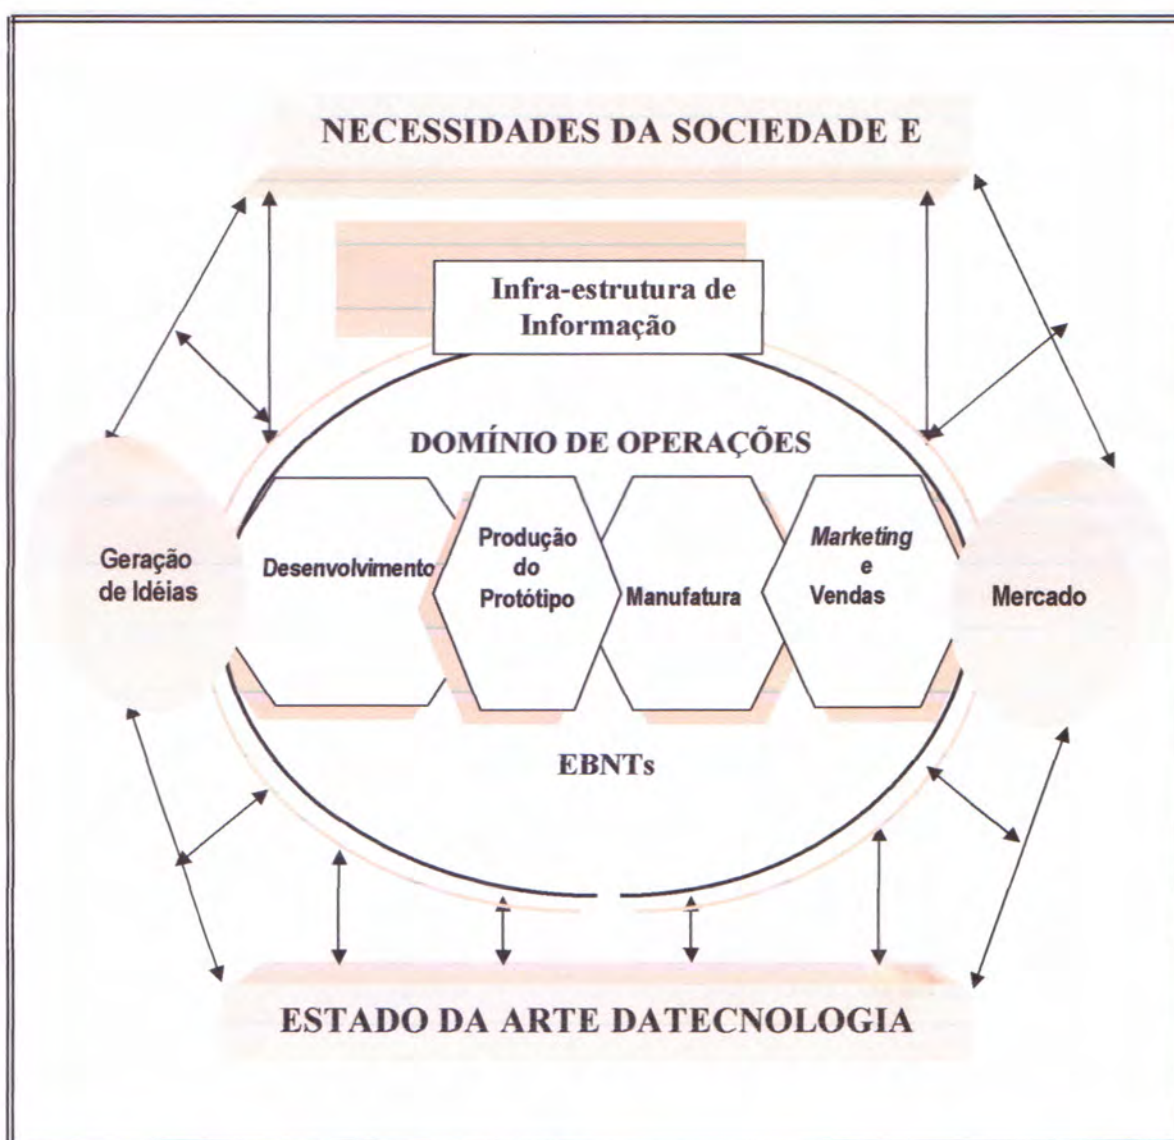 NECESSIDADES DA SOCIEDADE E
Infra-estrutura de
Informação
DOMÍNIO DE OPERAÇÕES
Geração
de Idéias
Desenvolvimento
Produção
do
Protótipo
Manufatura
Marketing
e
Vendas
Mercado
EBNTs
ESTADO DA ARTE DATECNOLOGIA